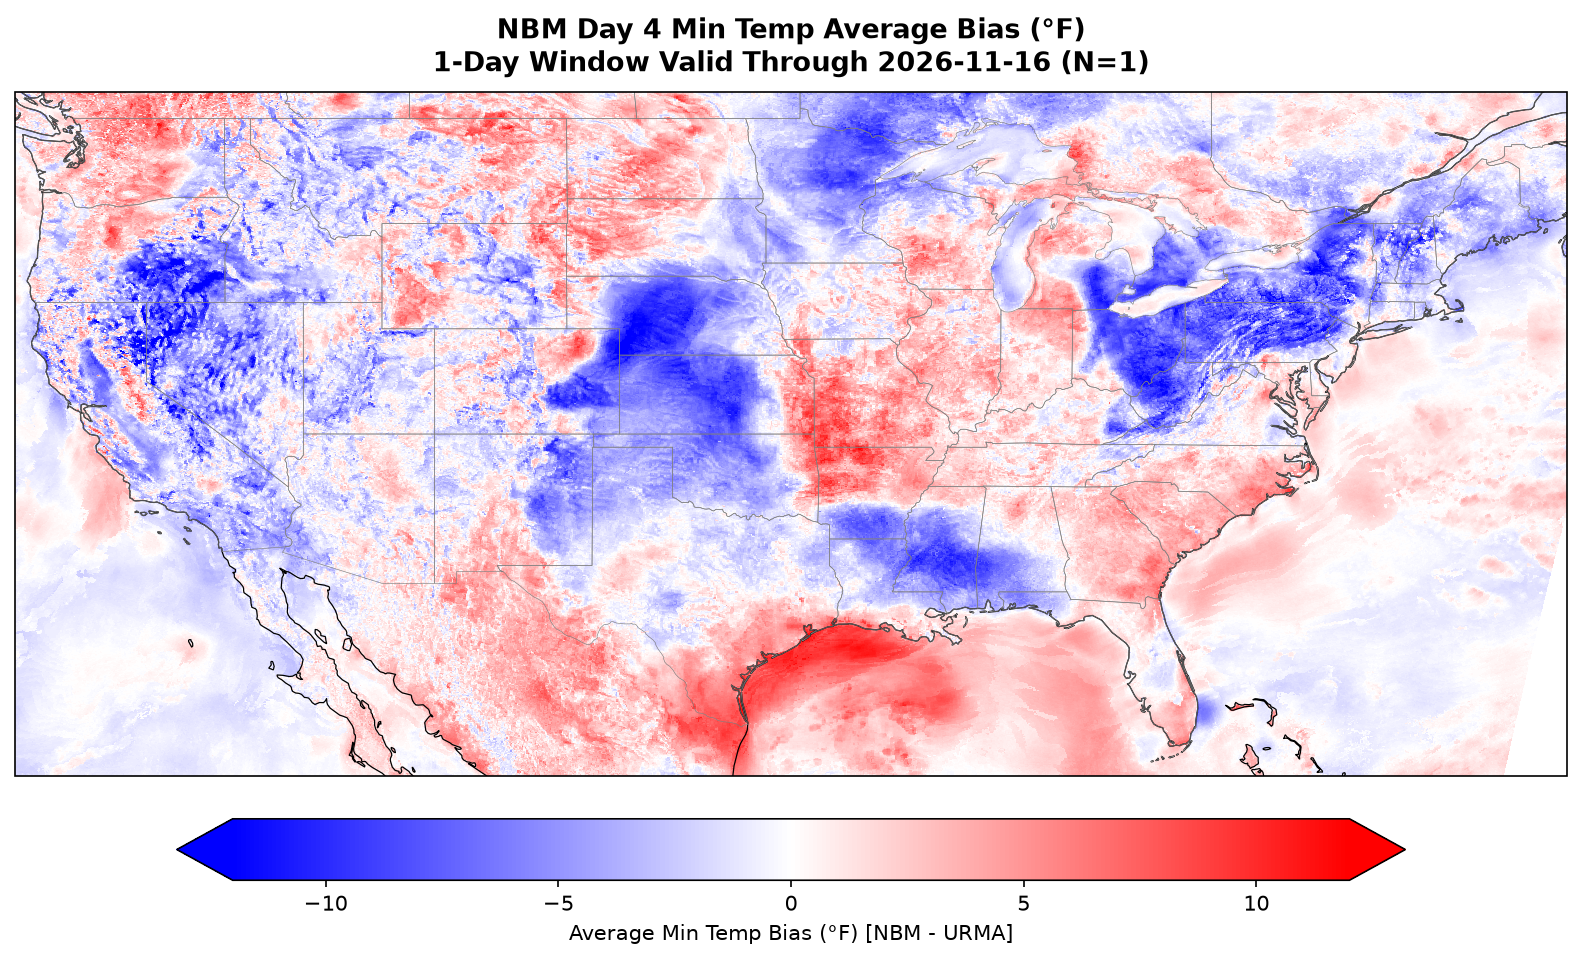 NBM Day 4 Min Temp Average Bias (°F)
1-Day Window Valid Through 2026-11-16 (N=1)
−10 −5 0 5 10
Average Min Temp Bias (°F) [NBM - URMA]